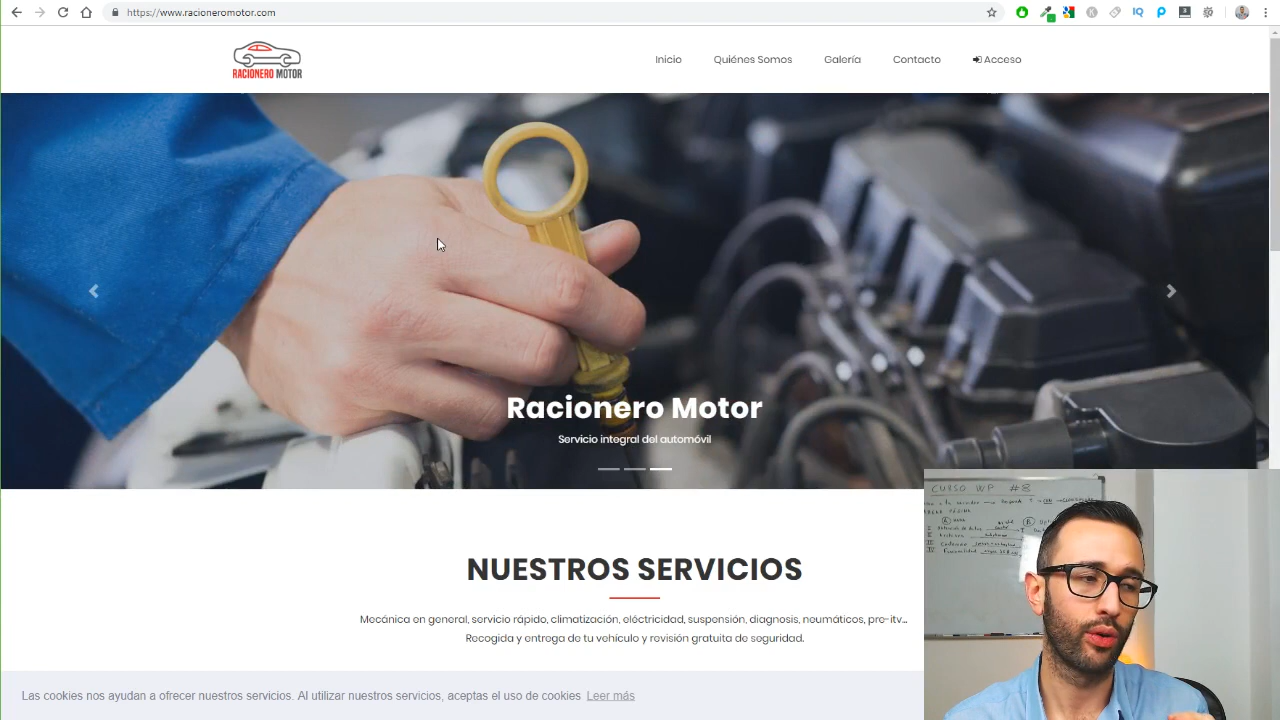 https://www.racioneromotor.com
RACIONERO MOTOR
Inicio
Quiénes Somos
Galería
Contacto
Acceso
Racionero Motor
Servicio integral del automóvil
NUESTROS SERVICIOS
Mecánica en general, servicio rápido, climatización, eléctricidad, suspensión, diagnosis, neumáticos, pre-itv...
Recogida y entrega de tu vehículo y revisión gratuita de seguridad.
Las cookies nos ayudan a ofrecer nuestros servicios. Al utilizar nuestros servicios, aceptas el uso de cookies Leer más
CURSO WP #8